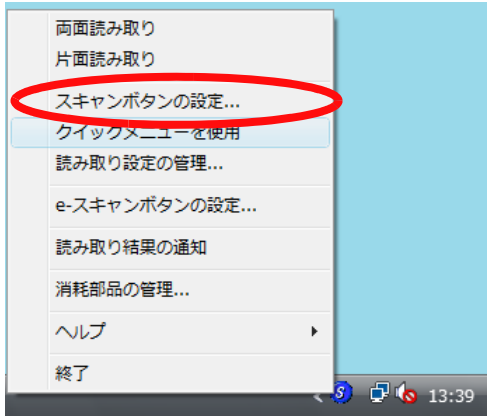 両面読み取り
片面読み取り
スキャンボタンの設定...
クイックメニューを使用
読み取り設定の管理...
e-スキャンボタンの設定...
読み取り結果の通知
消耗部品の管理...
ヘルプ
終了
S
13:39